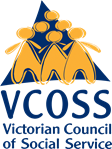 VCOSS
Victorian Council
of Social Service